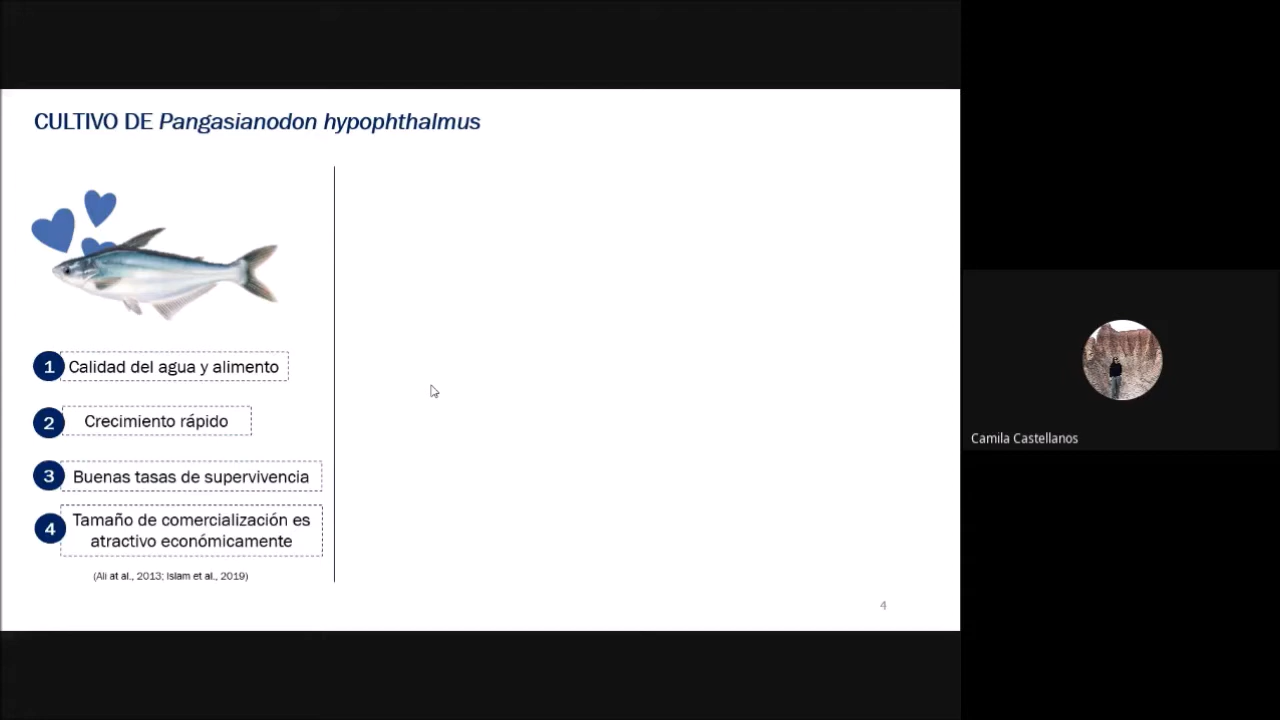 CULTIVO DE Pangasianodon hypophthalmus
1 Calidad del agua y alimento
2 Crecimiento rápido
3 Buenas tasas de supervivencia
4 Tamaño de comercialización es
atractivo económicamente
(Ali at al., 2013; Islam et al., 2019)
4
Camila Castellanos